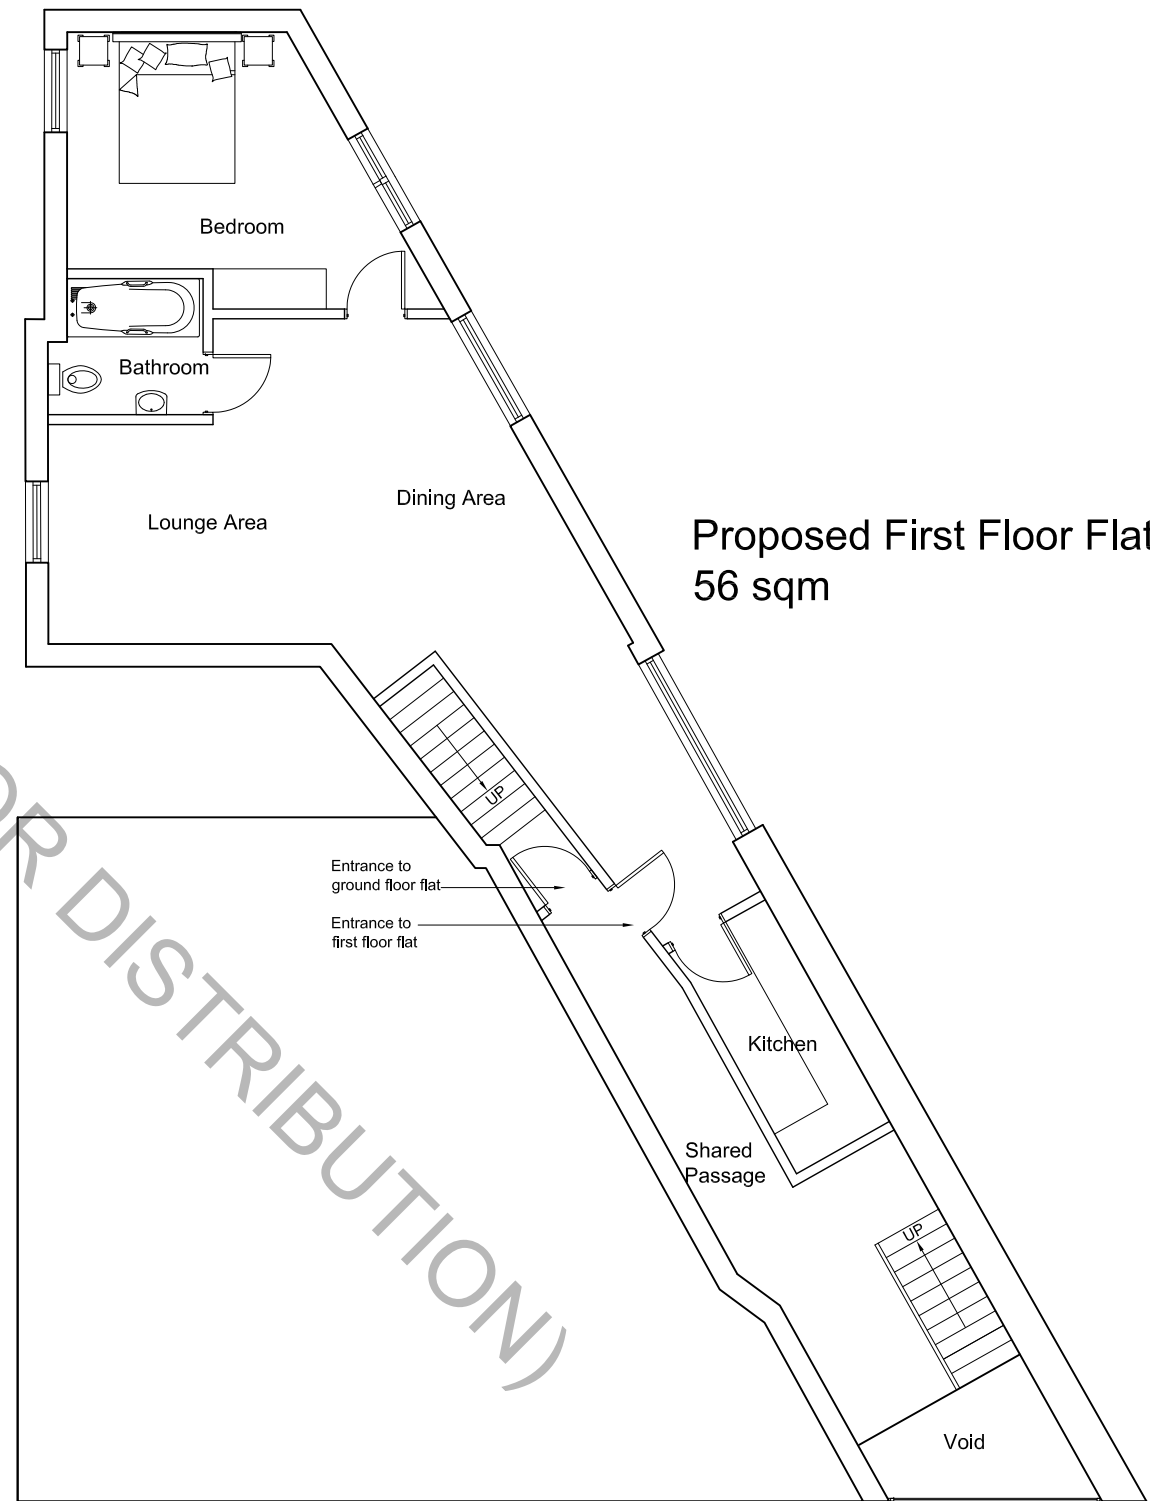 Bedroom
Bathroom
Dining Area
Lounge Area
Proposed First Floor Flat
56 sqm
UP
Entrance to
ground floor flat
Entrance to
first floor flat
Kitchen
Shared
Passage
UP
Void
OR DISTRIBUTION)